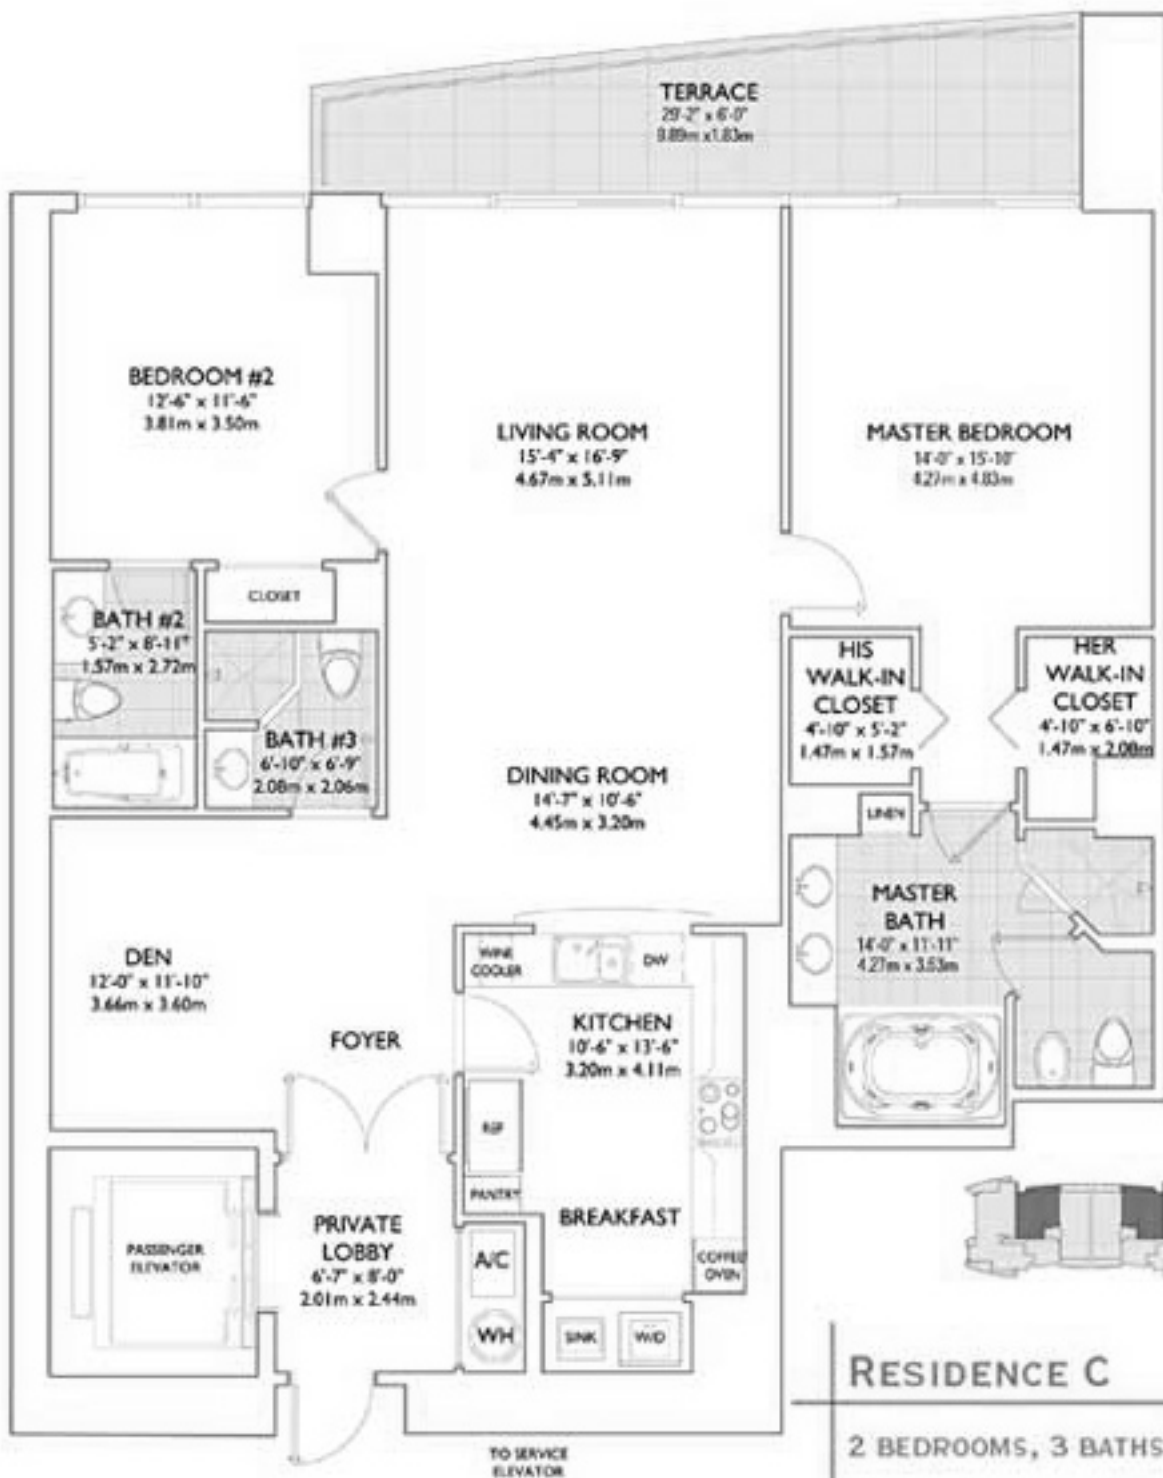 TERRACE
29'-2" x 6'-0"
8.89m x1.83m
BEDROOM #2
12'-6" x 11'-6"
3.81m x 3.50m
LIVING ROOM
15'-4" x 16'-9"
4.67m x 5.11m
MASTER BEDROOM
14'-0" x 15'-10"
4.27m x 4.83m
CLOSET
BATH #2
5'-2" x 8'-11"
1.57m x 2.72m
BATH #3
6'-10" x 6'-9"
2.08m x 2.06m
HIS
WALK-IN
CLOSET
4'-10" x 5'-2"
1.47m x 1.57m
HER
WALK-IN
CLOSET
4'-10" x 6'-10"
1.47m x 2.08m
DINING ROOM
14'-7" x 10'-6"
4.45m x 3.20m
LINEN
MASTER
BATH
14'-0" x 11'-11"
4.27m x 3.53m
DEN
12'-0" x 11'-10"
3.66m x 3.60m
WINE
COOLER
DW
FOYER
KITCHEN
10'-6" x 13'-6"
3.20m x 4.11m
REF
PANTRY
BREAKFAST
PRIVATE
LOBBY
6'-7" x 8'-0"
2.01m x 2.44m
PASSENGER
ELEVATOR
A/C
COFFEE
OVEN
WH
SINK
W/D
TO SERVICE
ELEVATOR
RESIDENCE C
2 BEDROOMS, 3 BATHS